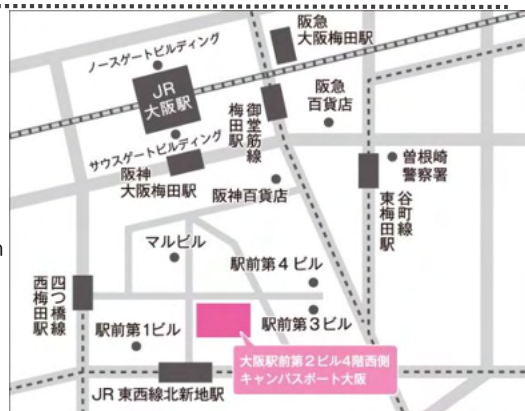 阪急
大阪梅田駅
ノースゲートビルディング
JR
大阪駅
御堂筋線
梅田駅
阪急
百貨店
サウスゲートビルディング
阪神
大阪梅田駅
曽根崎
警察署
阪神百貨店
谷町線
東梅田駅
マルビル
駅前第4ビル
四つ橋線
西梅田駅
駅前第1ビル
駅前第3ビル
大阪駅前第2ビル4階西側
キャンパスポート大阪
JR 東西線北新地駅